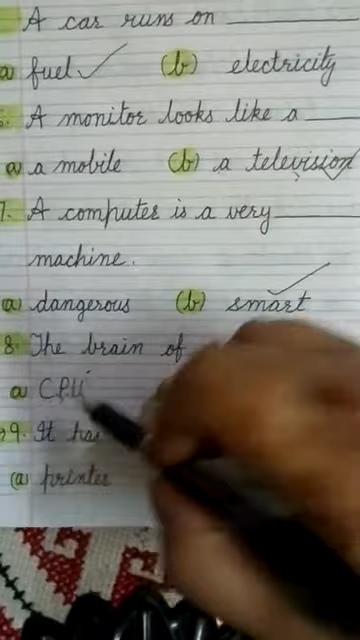 A car runs on
a fuel ✓ (b) electricity
6. A monitor looks like a
a a mobile (b) a television ✓
7. A computer is a very
machine.
(a) dangerous (b) smart ✓
8. The brain of
a C.P.U
9. It has
(a) printer